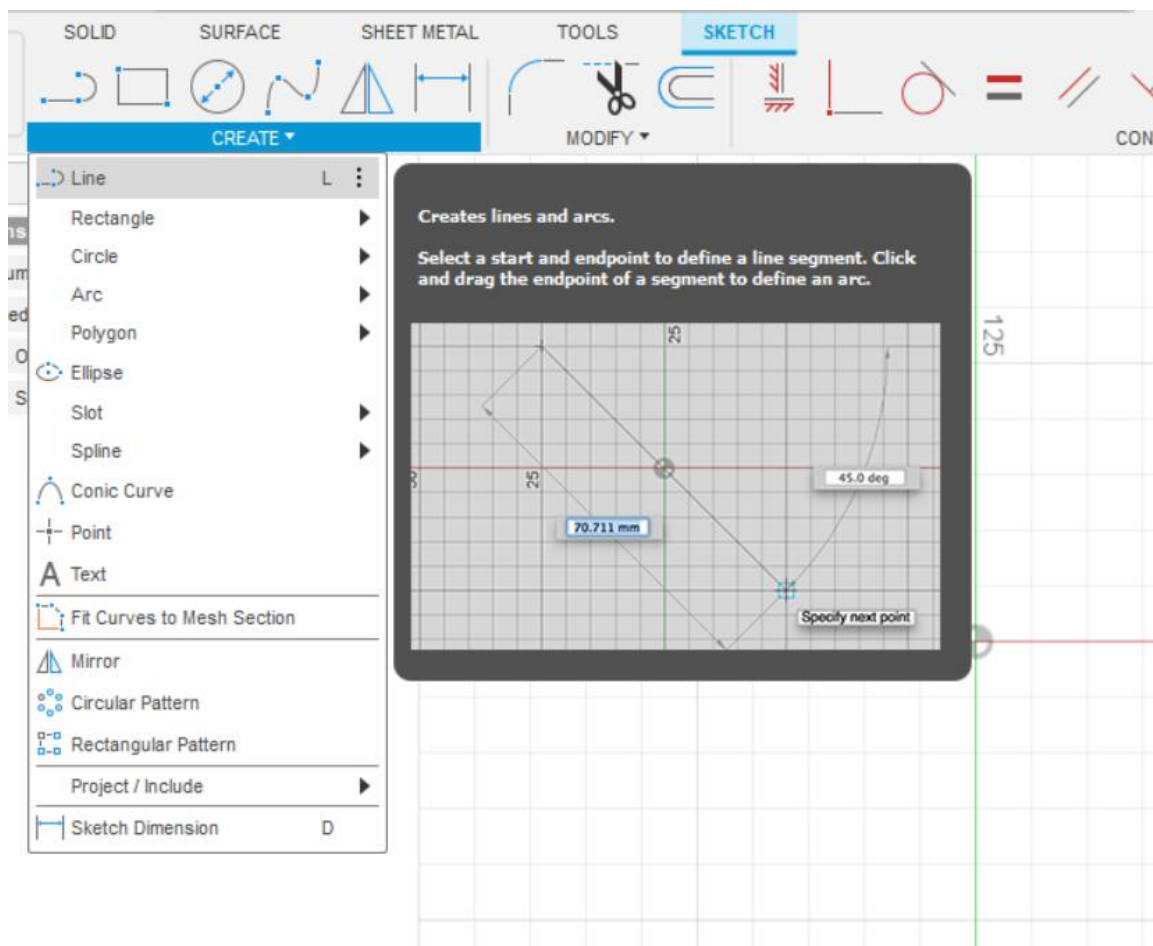 SOLID SURFACE SHEET METAL TOOLS SKETCH
CREATE MODIFY CON
Line L
Rectangle
Circle
Arc
Polygon
Ellipse
Slot
Spline
Conic Curve
Point
Text
Fit Curves to Mesh Section
Mirror
Circular Pattern
Rectangular Pattern
Project / Include
Sketch Dimension D
Creates lines and arcs.
Select a start and endpoint to define a line segment. Click
and drag the endpoint of a segment to define an arc.
25
25
45.0 deg
70.711 mm
Specify next point
125